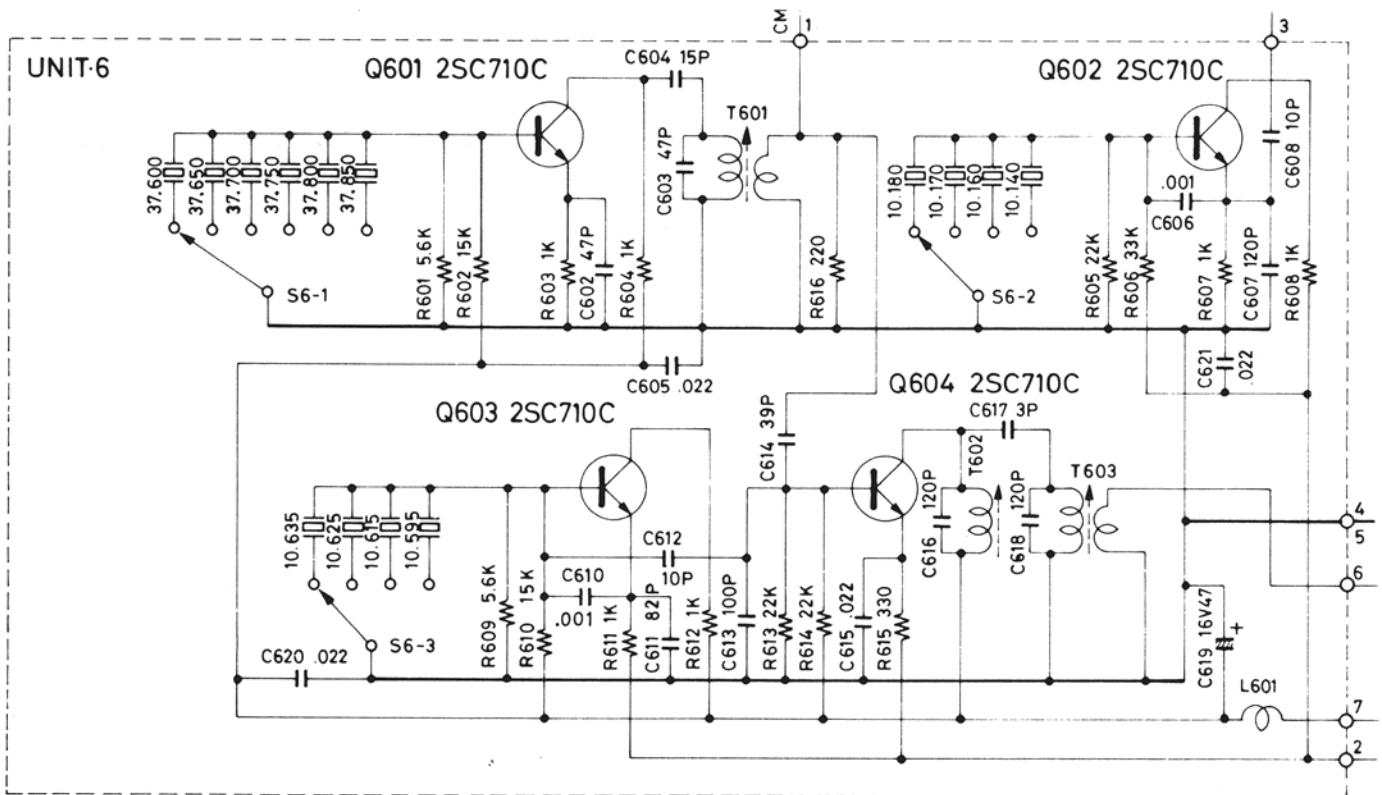 CM
1
3
UNIT·6
Q601 2SC710C
C604 15P
Q602 2SC710C
T601
C603 47P
C608 10P
37.600
37.650
37.700
37.750
37.800
37.850
10.180
10.170
10.160
10.140
.001
C606
R601 5.6K
R602 15K
R603 1K
C602 47P
R604 1K
R616 220
R605 22K
R606 33K
R607 1K
C607 120P
R608 1K
S6-1
S6-2
C605 .022
C621
.022
Q603 2SC710C
Q604 2SC710C
C614 39P
C617 3P
T602
T603
C616 120P
C618 120P
10.635
10.625
10.615
10.595
C612
10P
C610
.001
R609 5.6K
R610 15K
R611 1K
C611 82P
R612 1K
C613 100P
R613 22K
R614 22K
C615 .022
R615 330
S6-3
C620 .022
C619 16V47
+
L601
4
5
6
7
2